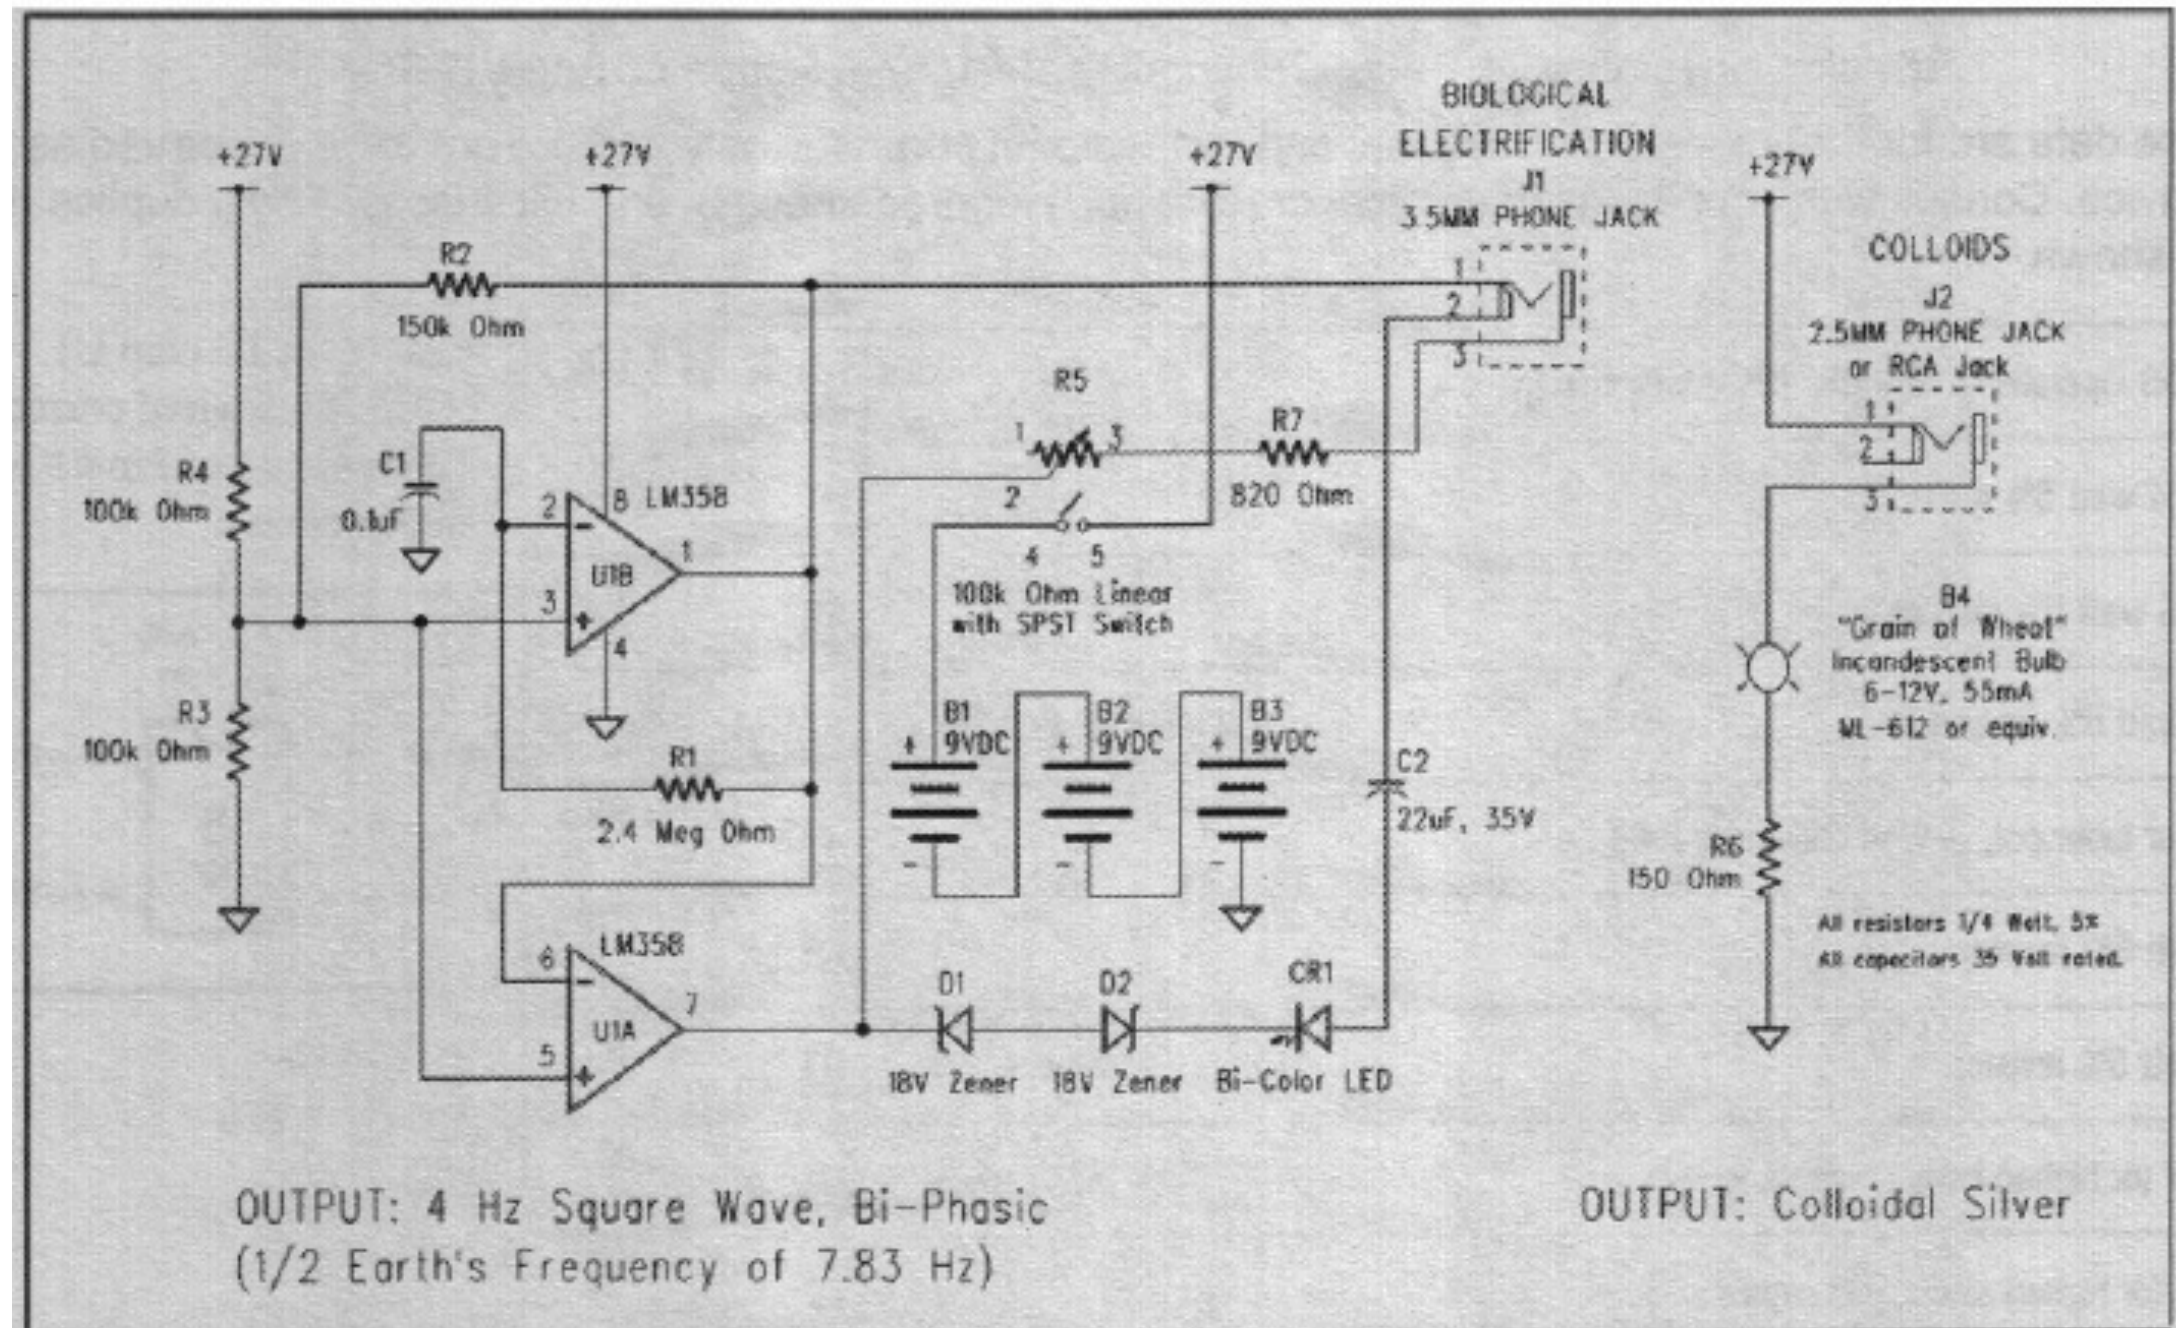 BIOLOGICAL
ELECTRIFICATION
J1
3.5MM PHONE JACK
+27V
+27V
+27V
+27V
COLLOIDS
J2
2.5MM PHONE JACK
or RCA Jack
R2
150k Ohm
1
2
3
R5
1
3
2
4
5
100k Ohm Linear
with SPST Switch
R7
820 Ohm
1
2
3
R4
100k Ohm
C1
0.1uF
2
8
LM358
U1B
1
3
4
R3
100k Ohm
R1
2.4 Meg Ohm
B1
+
9VDC
-
B2
+
9VDC
-
B3
+
9VDC
-
C2
22uF, 35V
B4
"Grain of Wheat"
Incandescent Bulb
6-12V, 55mA
ML-612 or equiv.
R6
150 Ohm
All resistors 1/4 Watt, 5%
All capacitors 35 Volt rated.
LM358
6
7
U1A
5
D1
18V Zener
D2
18V Zener
CR1
Bi-Color LED
OUTPUT: 4 Hz Square Wave, Bi-Phasic
(1/2 Earth's Frequency of 7.83 Hz)
OUTPUT: Colloidal Silver